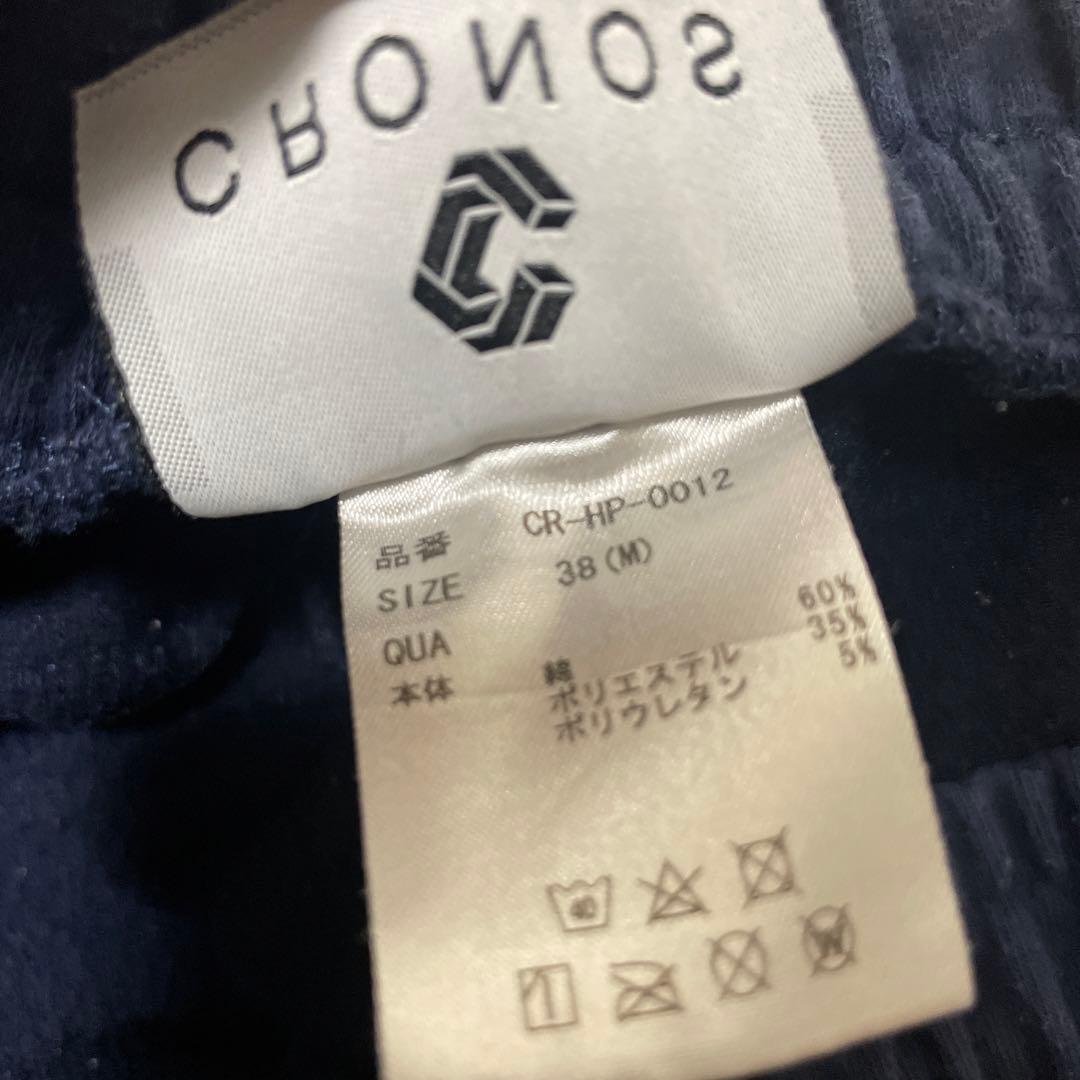 CRONOS
品番 CR-HP-0012
SIZE 38(M)
QUA
本体 綿 60%
ポリエステル 35%
ポリウレタン 5%
40
W